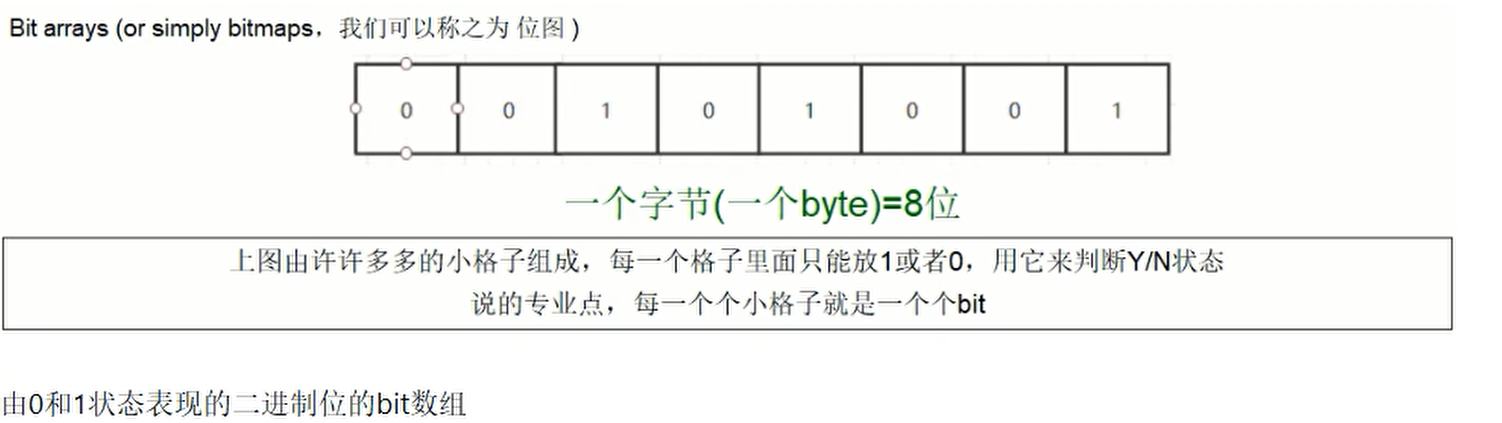 Bit arrays (or simply bitmaps，我们可以称之为 位图 )
0 0 1 0 1 0 0 1
一个字节(一个byte)=8位
上图由许许多多的小格子组成，每一个格子里面只能放1或者0，用它来判断Y/N状态
说的专业点，每一个个小格子就是一个个bit
由0和1状态表现的二进制位的bit数组